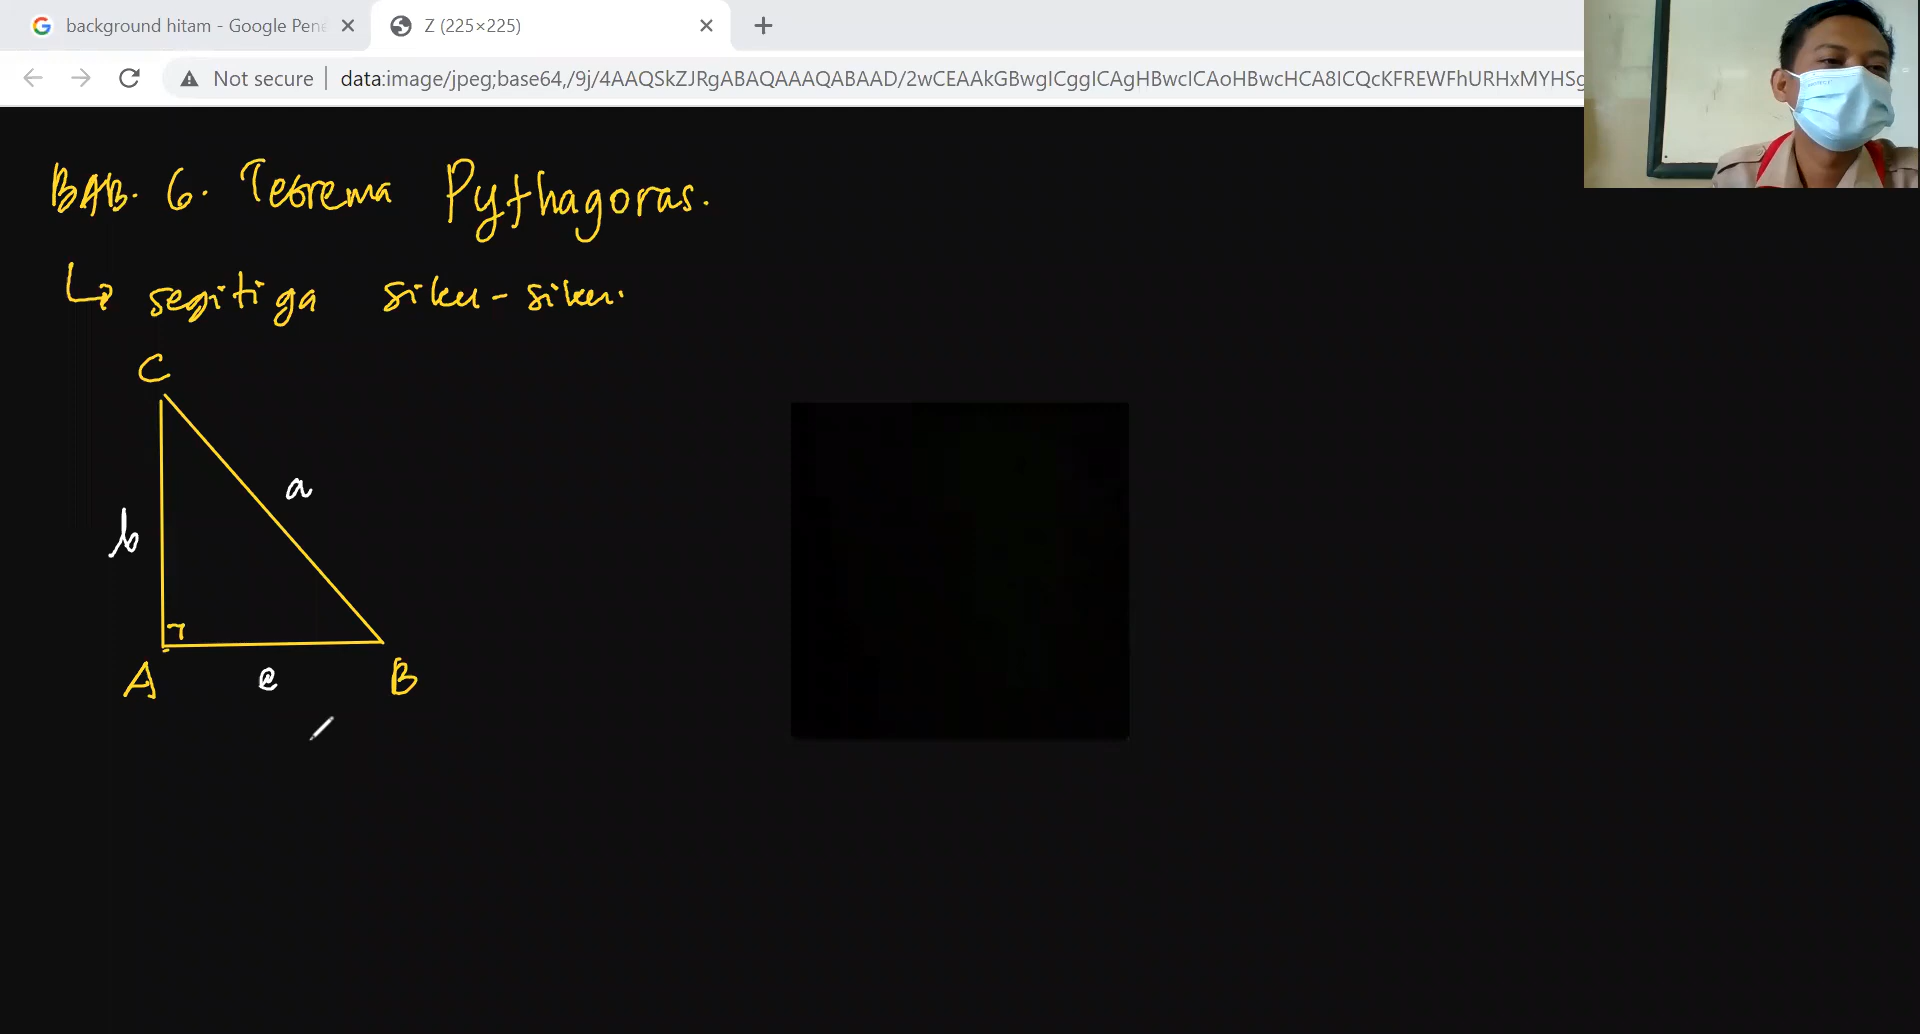 background hitam - Google Pene
Z (225×225)
Not secure | data:image/jpeg;base64,/9j/4AAQSkZJRgABAQAAAQABAAD/2wCEAAkGBwgICggICAgHBwcICAoHBwcHCA8ICQcKFREWFhURHxMYHSg
BAB. 6. Teorema Pythagoras.
↳ segitiga siku-siku.
C
a
b
A
c
B